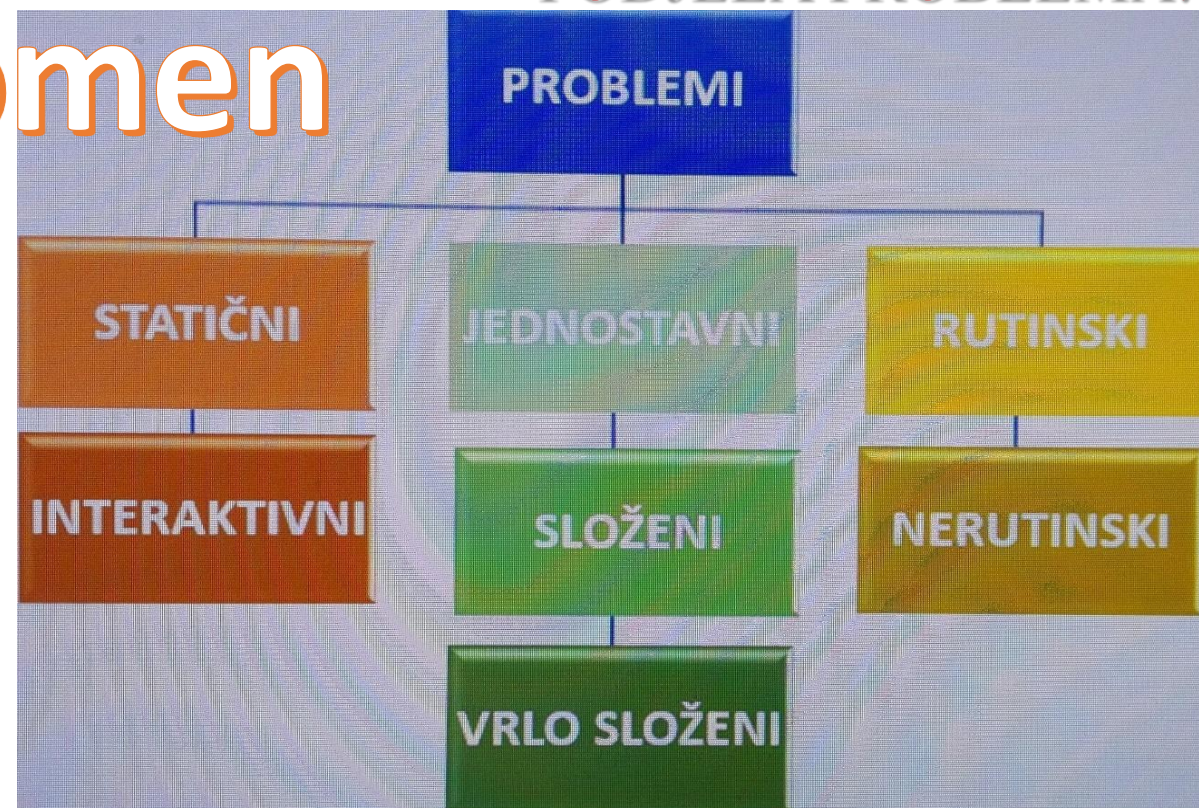 omen
PROBLEMI
STATIČNI
JEDNOSTAVNI
RUTINSKI
INTERAKTIVNI
SLOŽENI
NERUTINSKI
VRLO SLOŽENI